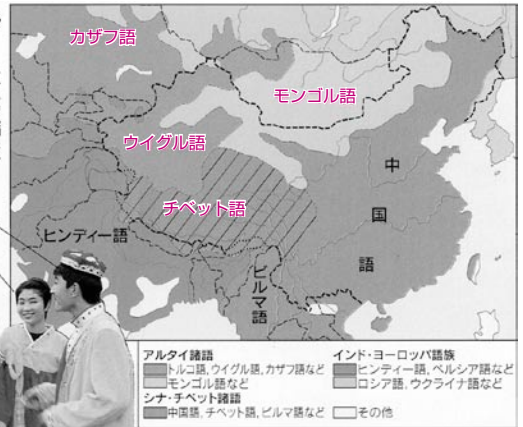 カザフ語
モンゴル語
ウイグル語
チベット語
ヒンディー語
ビルマ語
中国語
アルタイ諸語
トルコ語, ウイグル語, カザフ語など
モンゴル語など
シナ・チベット諸語
中国語, チベット語, ビルマ語など
インド・ヨーロッパ語族
ヒンディー語, ペルシア語など
ロシア語, ウクライナ語など
その他